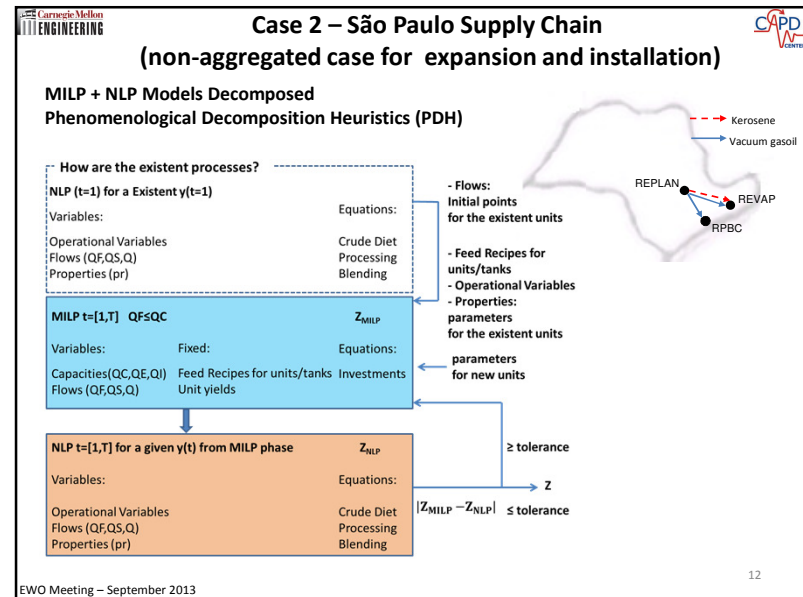 Carnegie Mellon
ENGINEERING
Case 2 – São Paulo Supply Chain
(non-aggregated case for expansion and installation)
CAPD
CENTER
MILP + NLP Models Decomposed
Phenomenological Decomposition Heuristics (PDH)
Kerosene
Vacuum gasoil
REPLAN
REVAP
RPBC
How are the existent processes?
NLP (t=1) for a Existent y(t=1)
Variables:
Equations:
Operational Variables Crude Diet
Flows (QF,QS,Q) Processing
Properties (pr) Blending
- Flows:
Initial points
for the existent units
- Feed Recipes for
units/tanks
- Operational Variables
- Properties:
parameters
for the existent units
MILP t=[1,T] QF≤QC Z_MILP
Variables: Fixed: Equations:
Capacities(QC,QE,QI) Feed Recipes for units/tanks Investments
Flows (QF,QS,Q) Unit yields
parameters
for new units
NLP t=[1,T] for a given y(t) from MILP phase Z_NLP
Variables: Equations:
Operational Variables Crude Diet
Flows (QF,QS,Q) Processing
Properties (pr) Blending
≥ tolerance
Z
|Z_MILP −Z_NLP| ≤ tolerance
12
EWO Meeting – September 2013